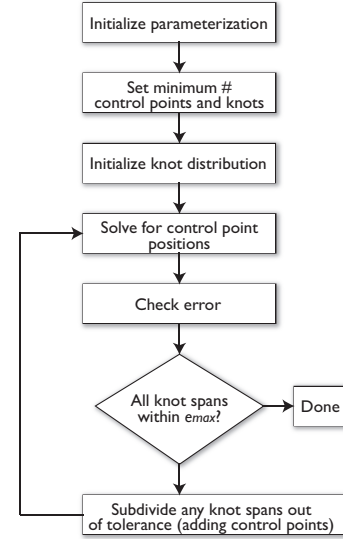 Initialize parameterization
Set minimum #
control points and knots
Initialize knot distribution
Solve for control point
positions
Check error
All knot spans
within emax?
Done
Subdivide any knot spans out
of tolerance (adding control points)